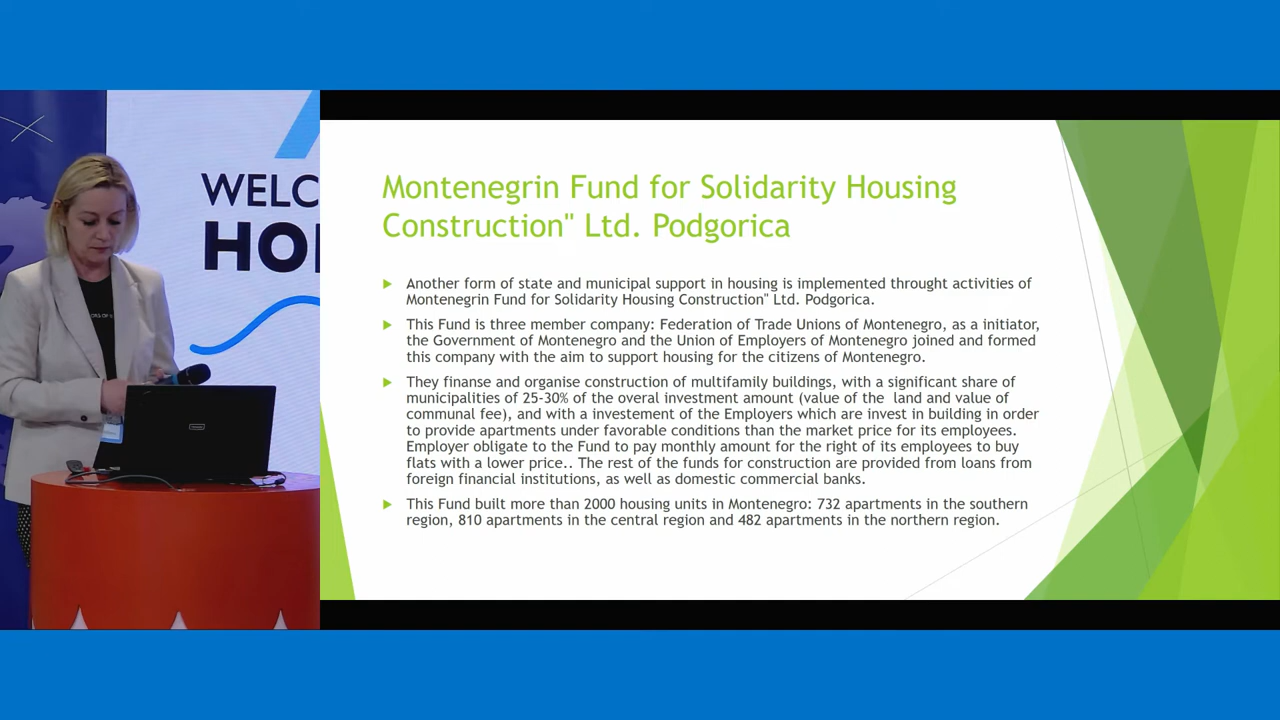 WELC
HO
Montenegrin Fund for Solidarity Housing
Construction" Ltd. Podgorica
Another form of state and municipal support in housing is implemented throught activities of
Montenegrin Fund for Solidarity Housing Construction" Ltd. Podgorica.
This Fund is three member company: Federation of Trade Unions of Montenegro, as a initiator,
the Government of Montenegro and the Union of Employers of Montenegro joined and formed
this company with the aim to support housing for the citizens of Montenegro.
They finanse and organise construction of multifamily buildings, with a significant share of
municipalities of 25-30% of the overal investment amount (value of the land and value of
communal fee), and with a investement of the Employers which are invest in building in order
to provide apartments under favorable conditions than the market price for its employees.
Employer obligate to the Fund to pay monthly amount for the right of its employees to buy
flats with a lower price.. The rest of the funds for construction are provided from loans from
foreign financial institutions, as well as domestic commercial banks.
This Fund built more than 2000 housing units in Montenegro: 732 apartments in the southern
region, 810 apartments in the central region and 482 apartments in the northern region.